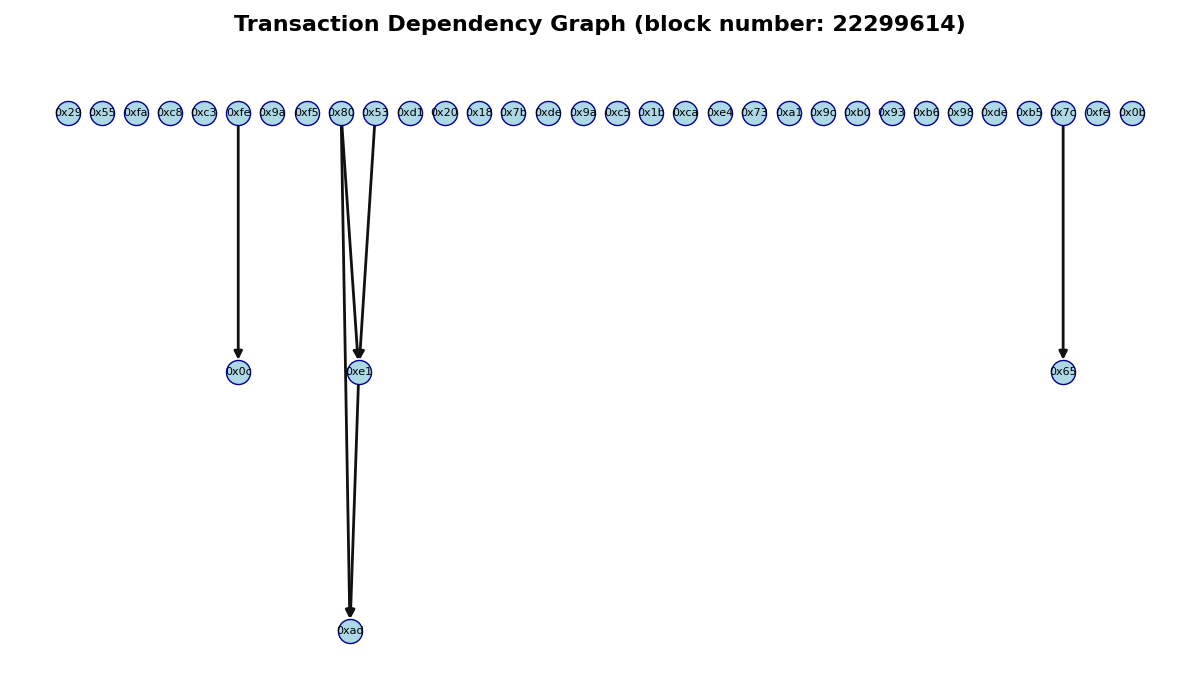 Transaction Dependency Graph (block number: 22299614)
0x29 0x55 0xfa 0xc8 0xc3 0xfe 0x9a 0xf5 0x80 0x53 0xd1 0x20 0x18 0x7b 0xde 0x9a 0xc5 0x1b 0xca 0xe4 0x73 0xa1 0x9c 0xb0 0x93 0xb6 0x98 0xde 0xb5 0x7c 0xfe 0x0b
0x0c 0xe1 0x65
0xad